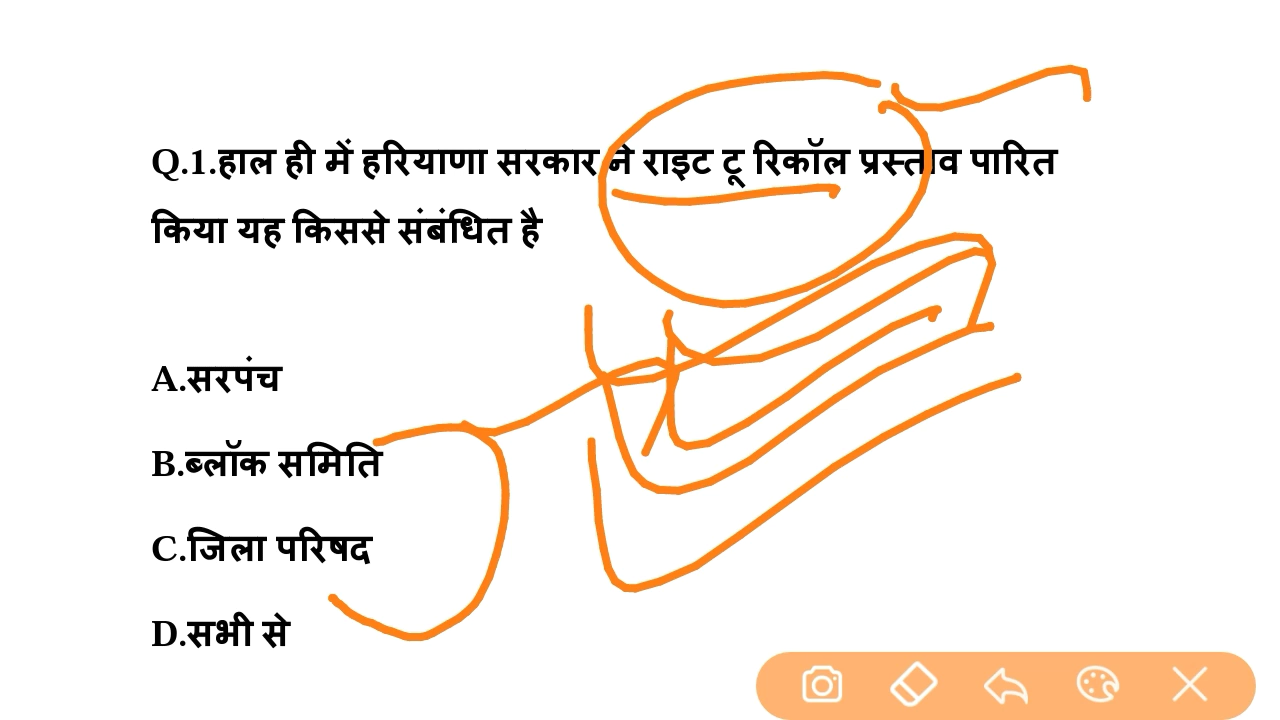 Q.1.हाल ही में हरियाणा सरकार ने राइट टू रिकॉल प्रस्ताव पारित
किया यह किससे संबंधित है
A.सरपंच
B.ब्लॉक समिति
C.जिला परिषद
D.सभी से